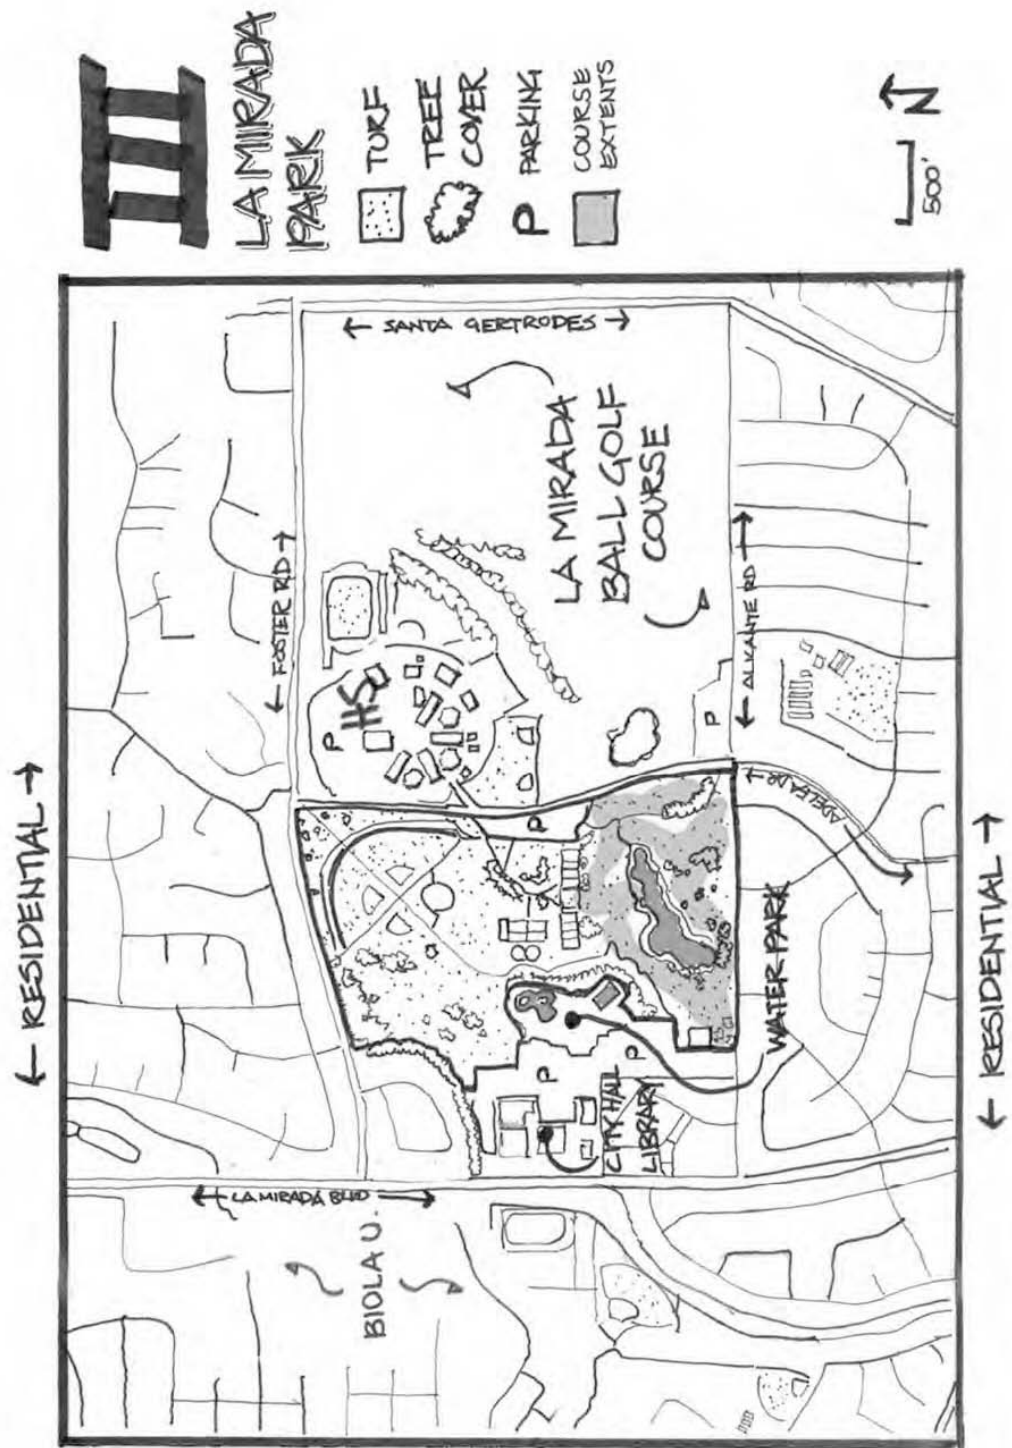 III
LA MIRADA
PARK
TURF
TREE
COVER
P PARKING
COURSE
EXTENTS
500'
N
← RESIDENTIAL →
← SANTA GERTRODES →
← FOSTER RD →
LA MIRADA
BALL GOLF
COURSE
← ALICANTE RD →
HS
P
P
P
ADELFA DR
P
P
WATER PARK
CITY HALL
LIBRARY
← LA MIRADA BLVD →
BIOLA U.
← RESIDENTIAL →